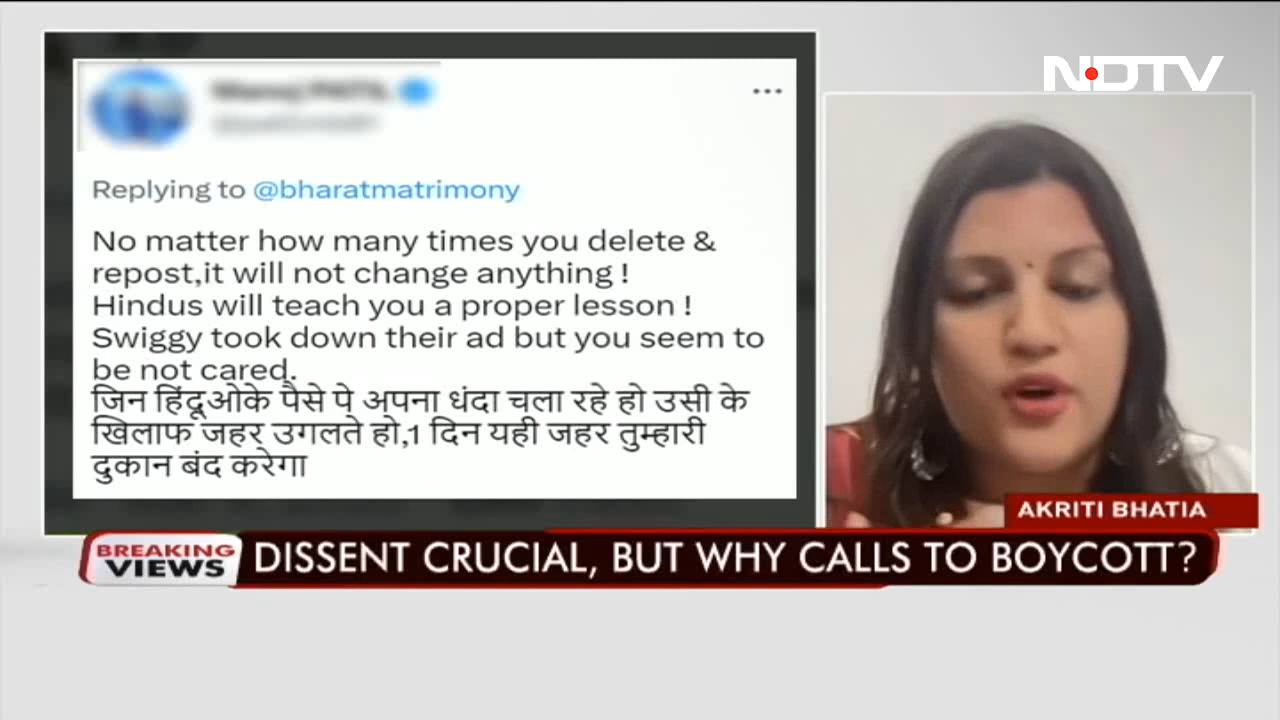 NDTV
Replying to @bharatmatrimony
No matter how many times you delete &
repost,it will not change anything !
Hindus will teach you a proper lesson !
Swiggy took down their ad but you seem to
be not cared.
जिन हिंदूओके पैसे पे अपना धंदा चला रहे हो उसी के
खिलाफ जहर उगलते हो,1 दिन यही जहर तुम्हारी
दुकान बंद करेगा
AKRITI BHATIA
BREAKING
VIEWS
DISSENT CRUCIAL, BUT WHY CALLS TO BOYCOTT?